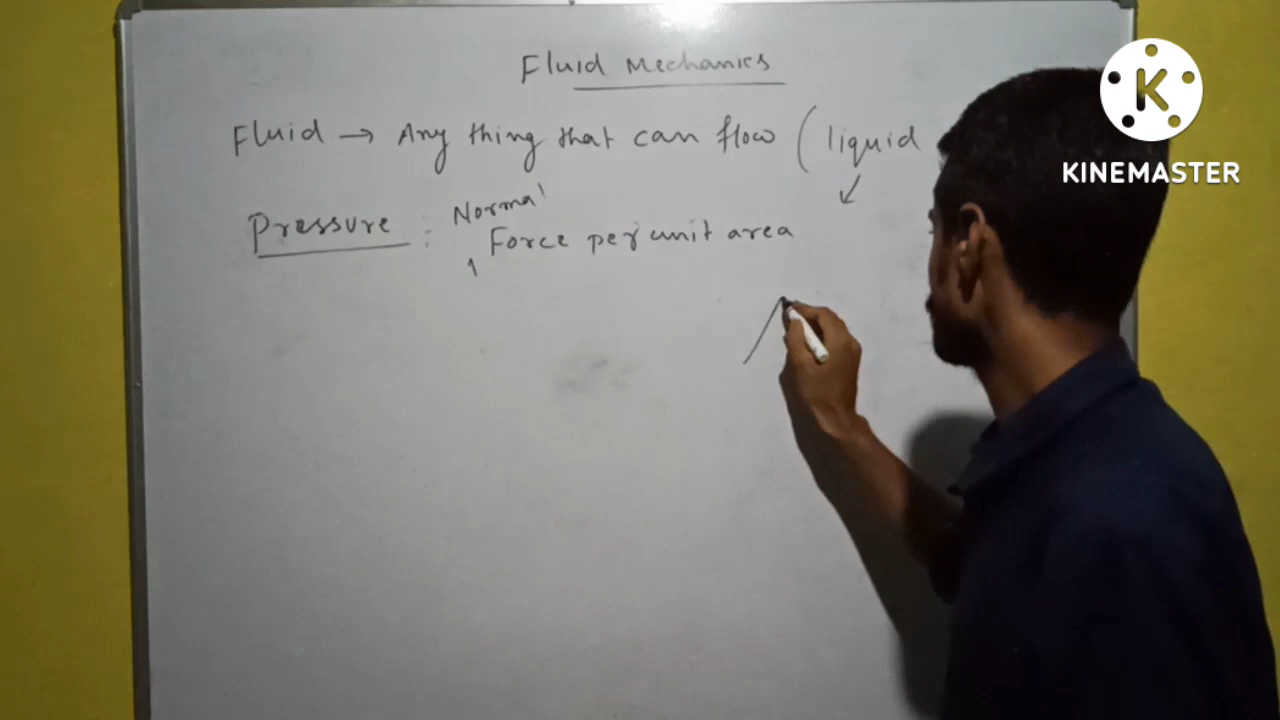 Fluid Mechanics
Fluid → Any thing that can flow ( liquid
Normal
Pressure : Force per unit area
K
KINEMASTER